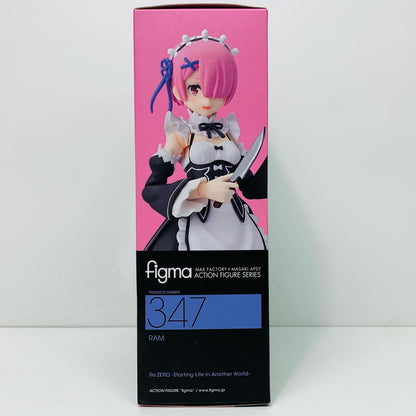 figma
MAX FACTORY × MASAKI APSY
ACTION FIGURE SERIES
PRODUCTS NUMBER
347
RAM
Re:ZERO -Starting Life in Another World-
ACTION FIGURE "figma" / www.figma.jp